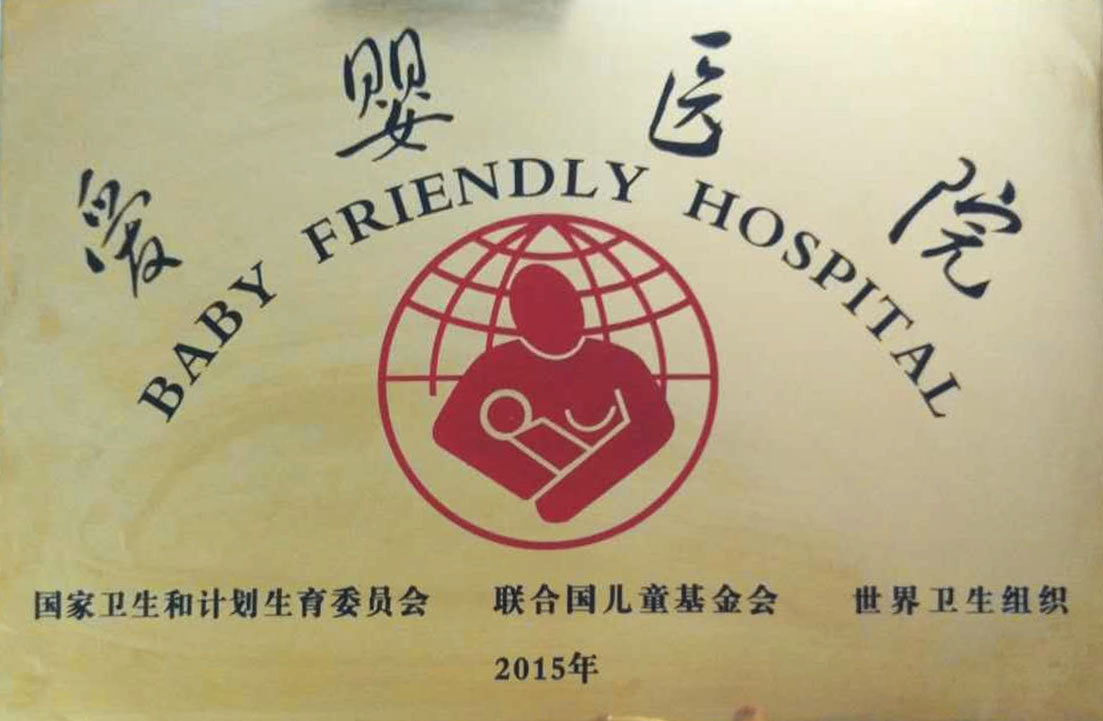 爱婴医院
BABY FRIENDLY HOSPITAL
国家卫生和计划生育委员会 联合国儿童基金会 世界卫生组织
2015年